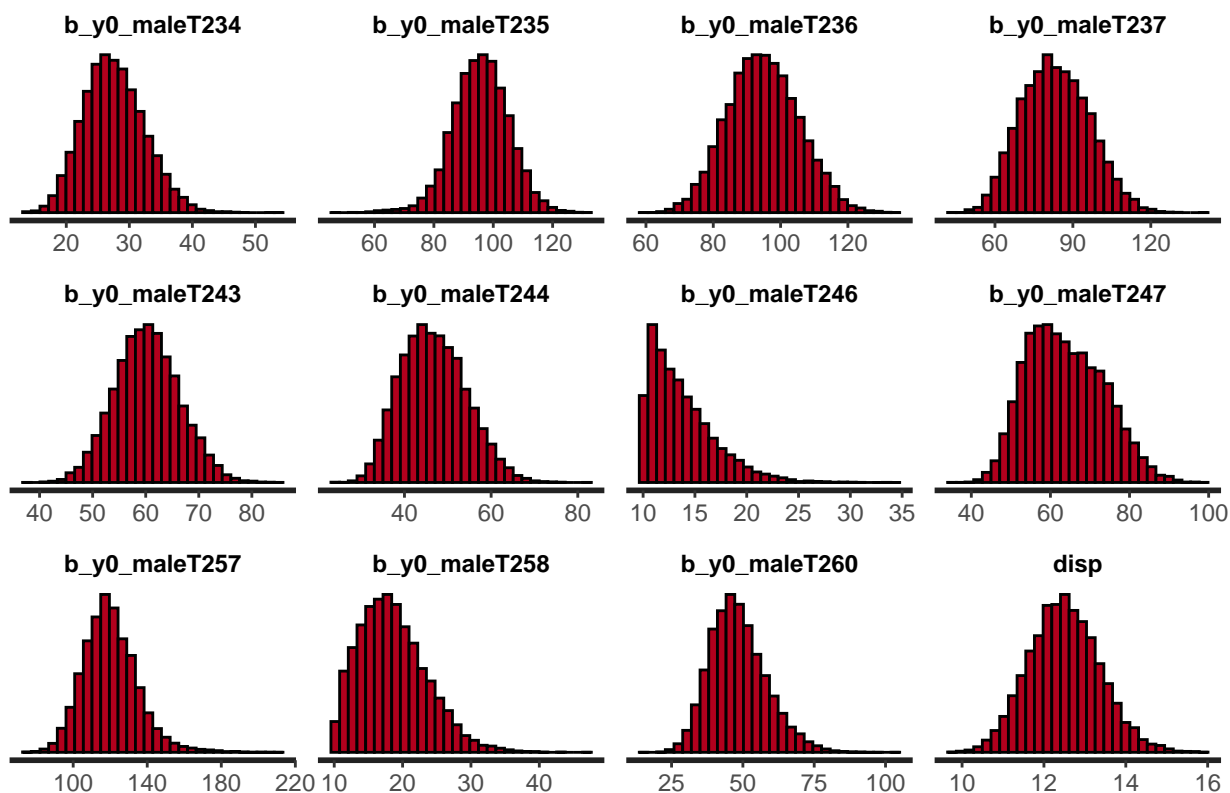 b_y0_maleT234 b_y0_maleT235 b_y0_maleT236 b_y0_maleT237
20 30 40 50 60 80 100 120 60 80 100 120 60 90 120
b_y0_maleT243 b_y0_maleT244 b_y0_maleT246 b_y0_maleT247
40 50 60 70 80 40 60 80 10 15 20 25 30 35 40 60 80 100
b_y0_maleT257 b_y0_maleT258 b_y0_maleT260 disp
100 140 180 220 10 20 30 40 25 50 75 100 10 12 14 16